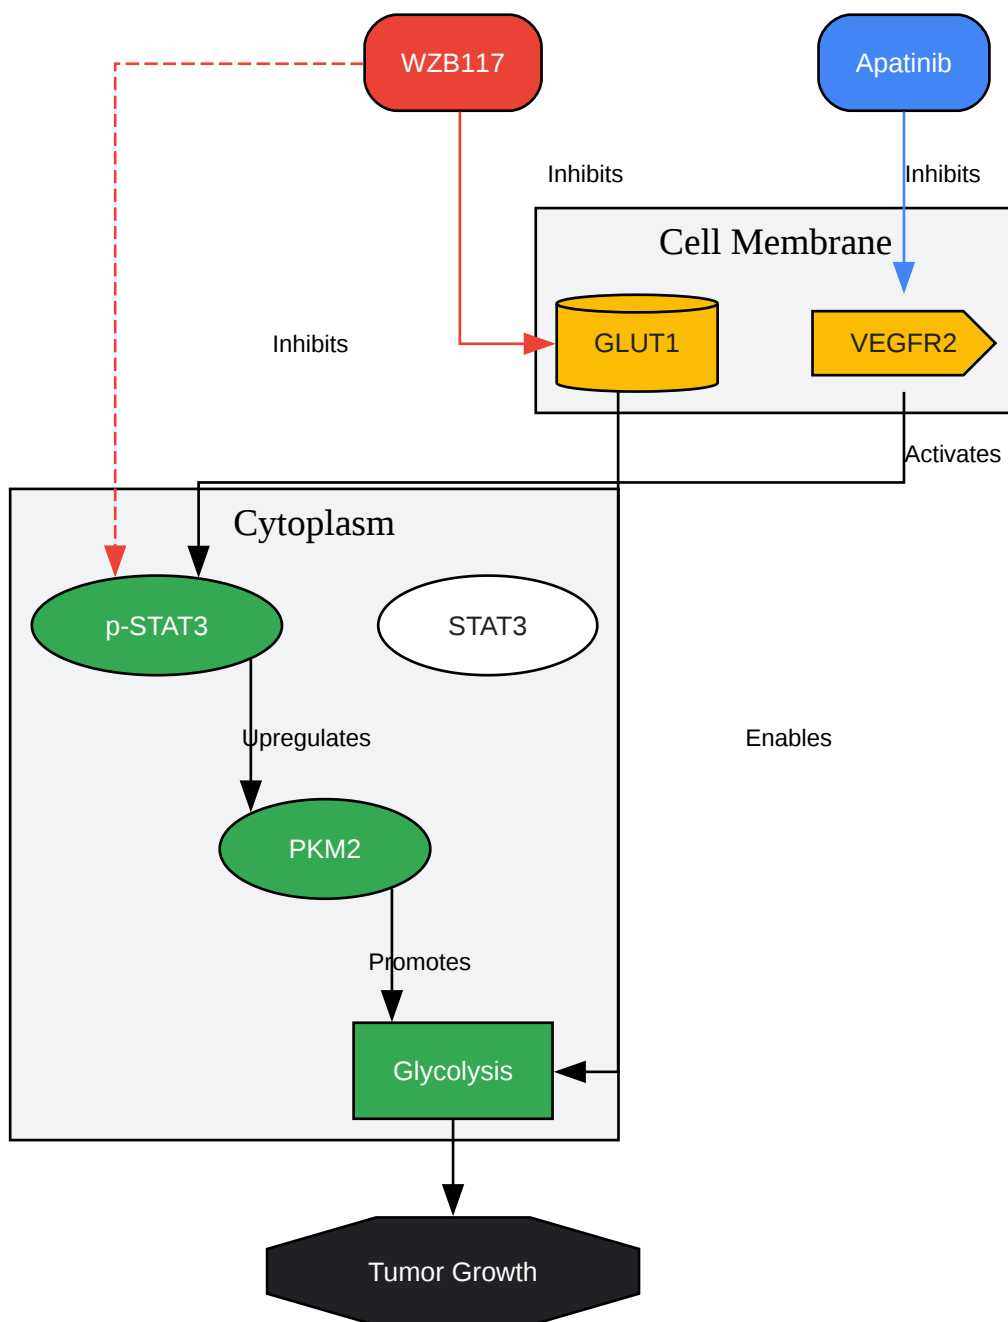 WZB117
Apatinib
Inhibits
Inhibits
Cell Membrane
Inhibits
GLUT1
VEGFR2
Activates
Cytoplasm
p-STAT3
STAT3
Upregulates
Enables
PKM2
Promotes
Glycolysis
Tumor Growth